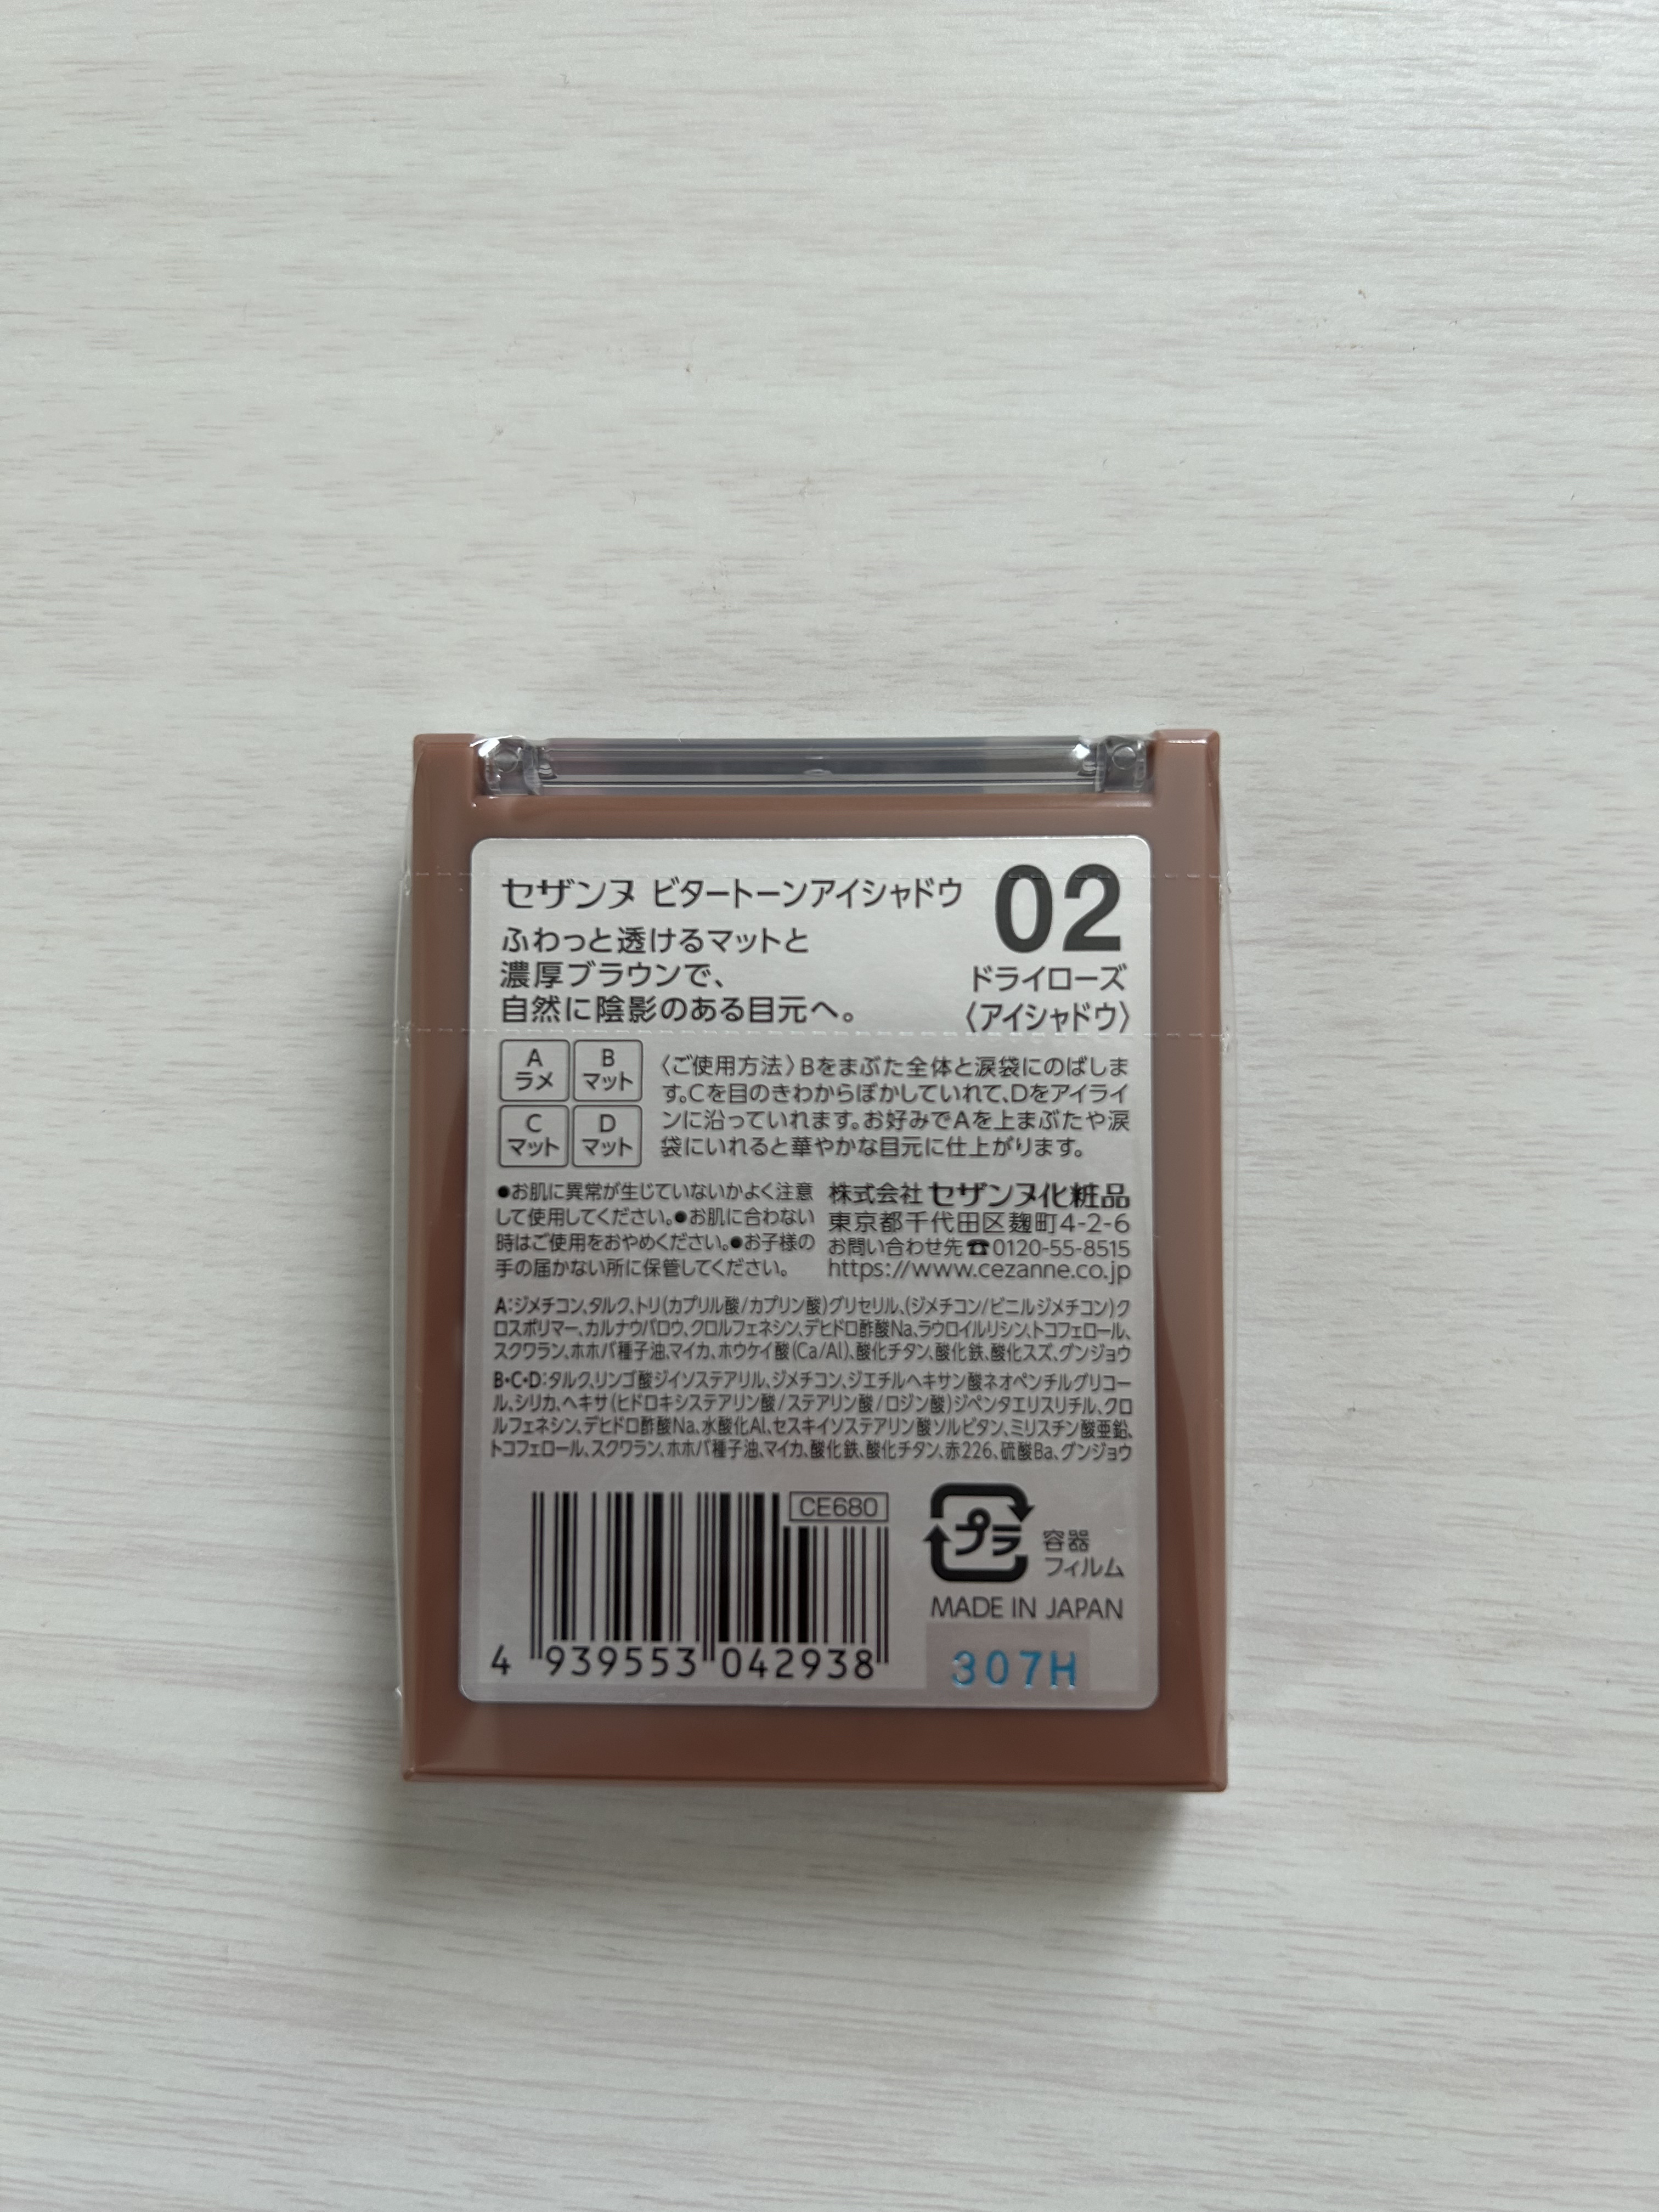 セザンヌ ビタートーンアイシャドウ
ふわっと透けるマットと
濃厚ブラウンで、
自然に陰影のある目元へ。
02
ドライローズ
〈アイシャドウ〉
A
ラメ
B
マット
C
マット
D
マット
〈ご使用方法〉Bをまぶた全体と涙袋にのばしま
す。Cを目のきわからぼかしていれて、Dをアイライ
ンに沿っていれます。お好みでAを上まぶたや涙
袋にいれると華やかな目元に仕上がります。
●お肌に異常が生じていないかよく注意
して使用してください。●お肌に合わない
時はご使用をおやめください。●お子様の
手の届かない所に保管してください。
株式会社 セザンヌ化粧品
東京都千代田区麹町4-2-6
お問い合わせ先☎0120-55-8515
https://www.cezanne.co.jp
A:ジメチコン、タルク、トリ(カプリル酸/カプリン酸)グリセリル、(ジメチコン/ビニルジメチコン)ク
ロスポリマー、カルナウバロウ、クロルフェネシン、デヒドロ酢酸Na、ラウロイルリシン、トコフェロール、
スクワラン、ホホバ種子油、マイカ、ホウケイ酸(Ca/Al)、酸化チタン、酸化鉄、酸化スズ、グンジョウ
B・C・D:タルク、リンゴ酸ジイソステアリル、ジメチコン、ジエチルヘキサン酸ネオペンチルグリコー
ル、シリカ、ヘキサ(ヒドロキシステアリン酸/ステアリン酸/ロジン酸)ジペンタエリスリチル、クロ
ルフェネシン、デヒドロ酢酸Na、水酸化Al、セスキイソステアリン酸ソルビタン、ミリスチン酸亜鉛、
トコフェロール、スクワラン、ホホバ種子油、マイカ、酸化鉄、酸化チタン、赤226、硫酸Ba、グンジョウ
CE680
4 939553 042938
プラ
容器
フィルム
MADE IN JAPAN
307H